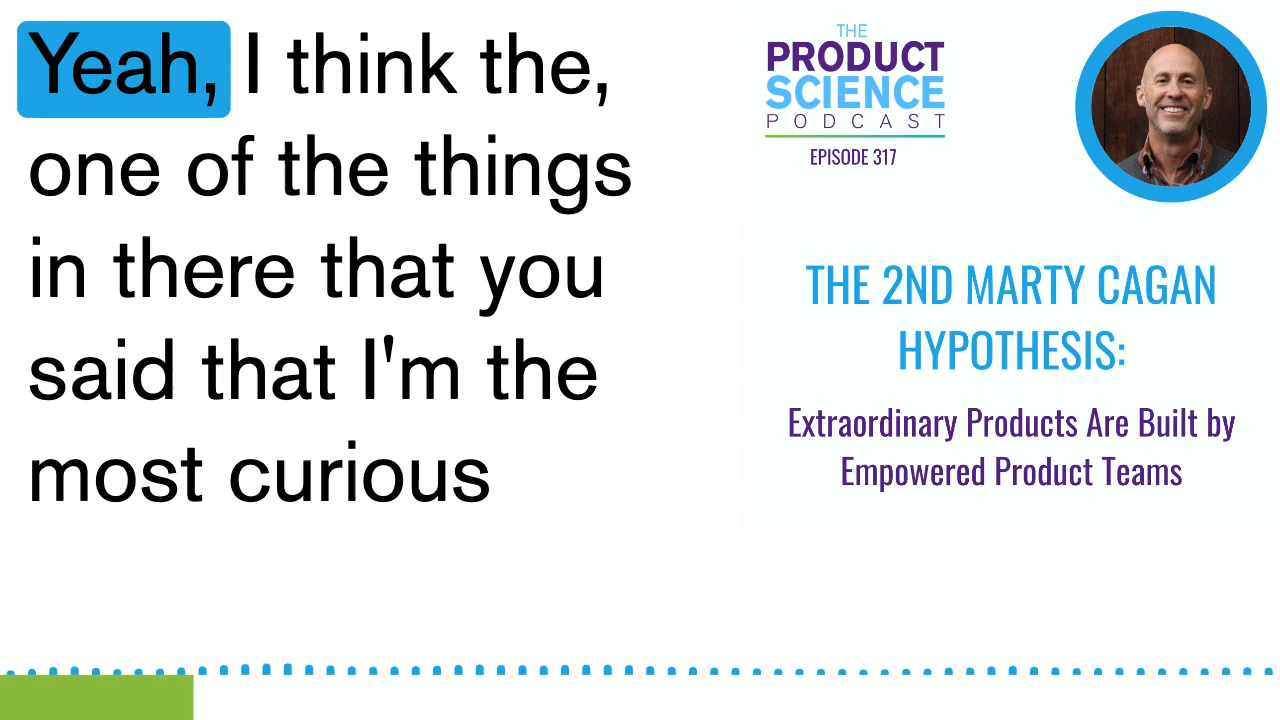 Yeah, I think the,
one of the things
in there that you
said that I'm the
most curious
THE
PRODUCT
SCIENCE
PODCAST
EPISODE 317
THE 2ND MARTY CAGAN
HYPOTHESIS:
Extraordinary Products Are Built by
Empowered Product Teams